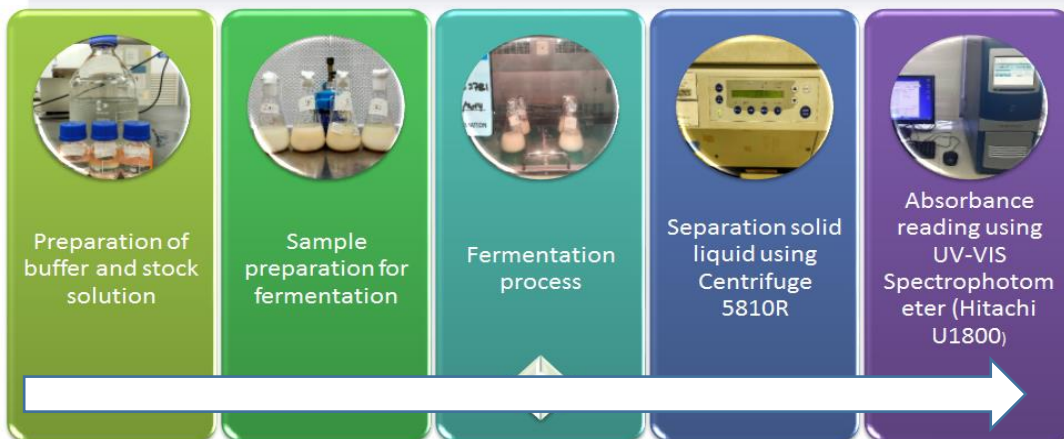 Preparation of
buffer and stock
solution
Sample
preparation for
fermentation
Fermentation
process
Separation solid
liquid using
Centrifuge
5810R
Absorbance
reading using
UV-VIS
Spectrophotom
eter (Hitachi
U1800)